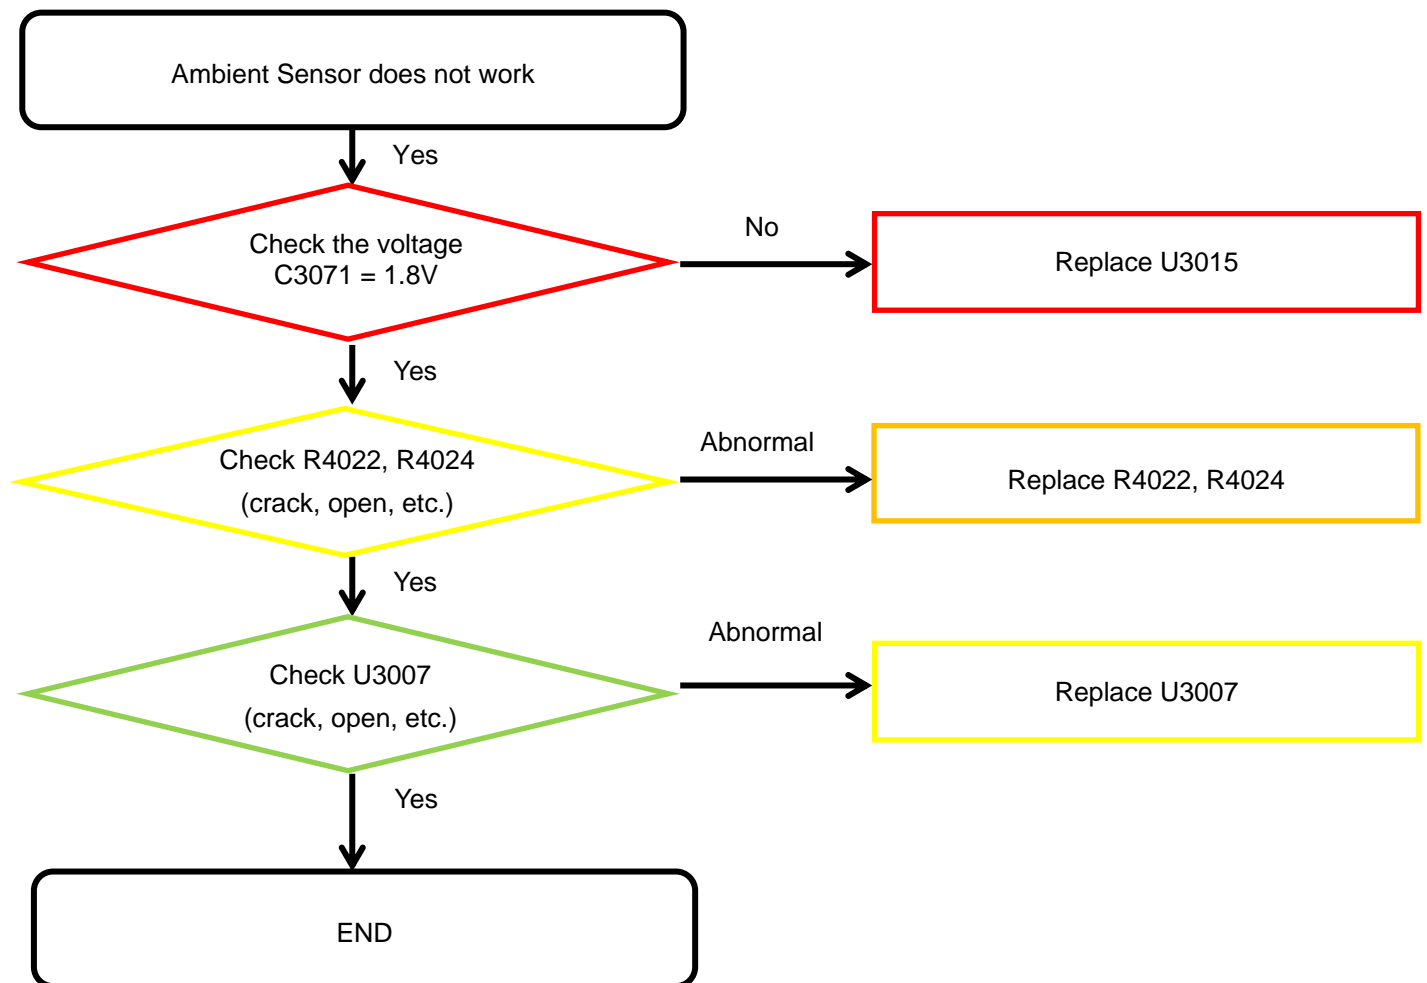 Ambient Sensor does not work
Yes
Check the voltage
C3071 = 1.8V
No
Replace U3015
Yes
Check R4022, R4024
(crack, open, etc.)
Abnormal
Replace R4022, R4024
Yes
Check U3007
(crack, open, etc.)
Abnormal
Replace U3007
Yes
END